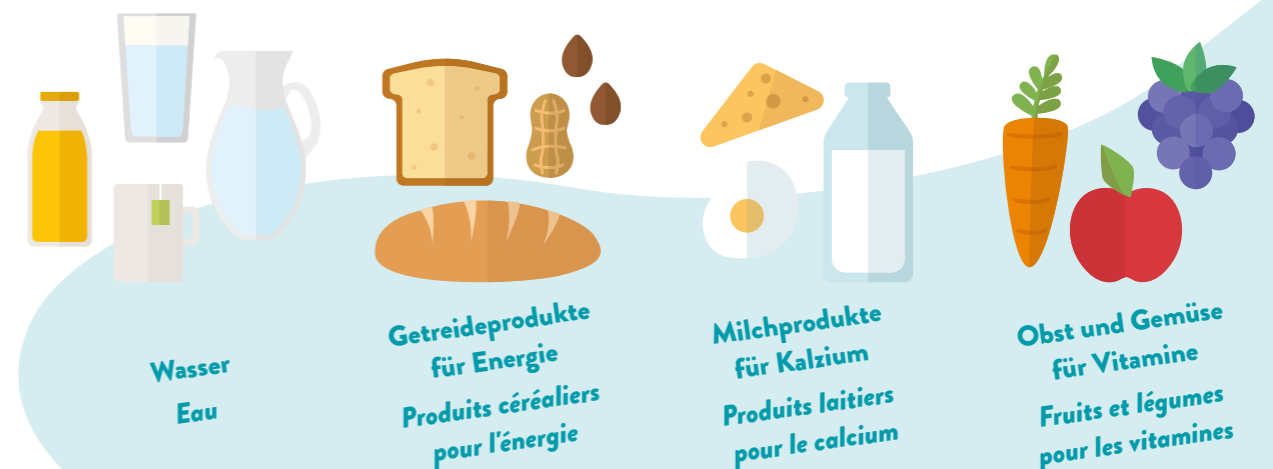 Wasser
Eau
Getreideprodukte
für Energie
Produits céréaliers
pour l'énergie
Milchprodukte
für Kalzium
Produits laitiers
pour le calcium
Obst und Gemüse
für Vitamine
Fruits et légumes
pour les vitamines